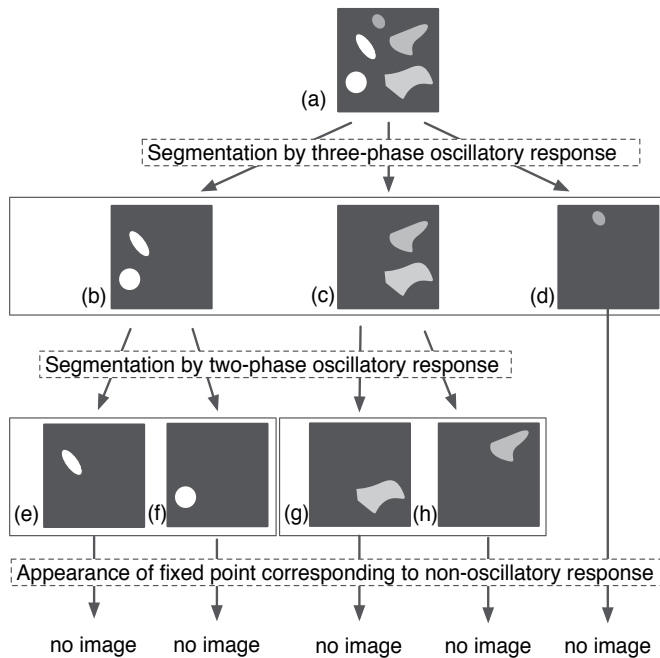 (a)
Segmentation by three-phase oscillatory response
(b)
(c)
(d)
Segmentation by two-phase oscillatory response
(e)
(f)
(g)
(h)
Appearance of fixed point corresponding to non-oscillatory response
no image
no image
no image
no image
no image